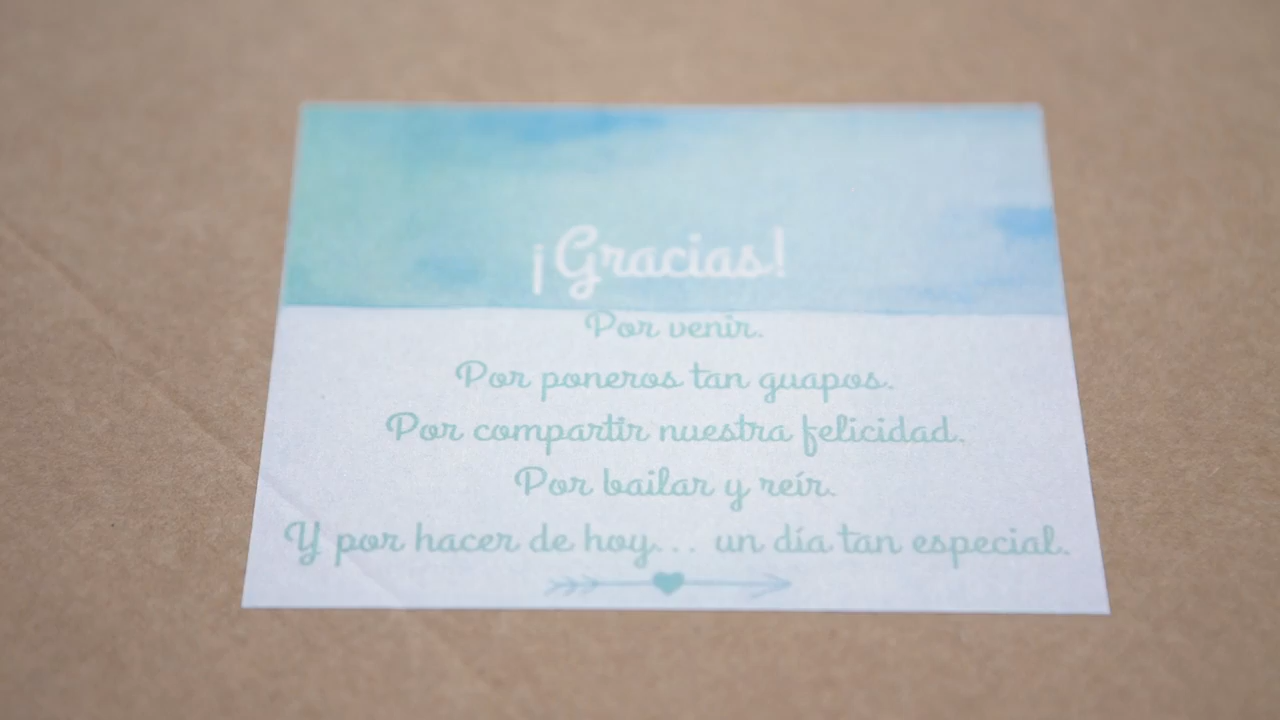 ¡Gracias!
Por venir.
Por poneros tan guapos.
Por compartir nuestra felicidad.
Por bailar y reír.
Y por hacer de hoy... un día tan especial.